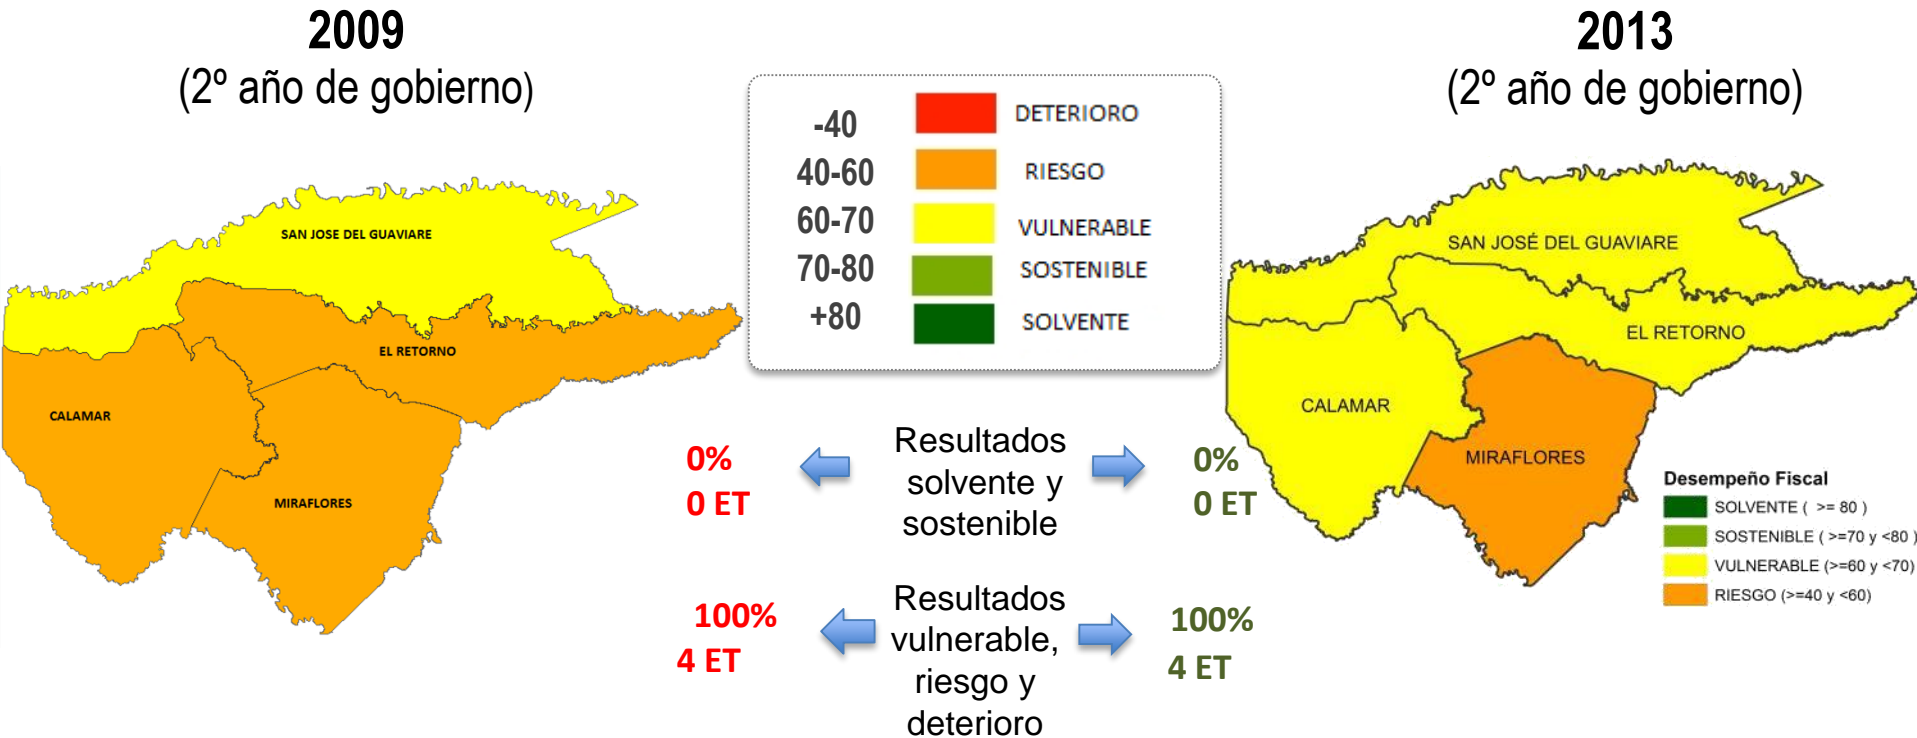 2009
(2º año de gobierno)
SAN JOSE DEL GUAVIARE
EL RETORNO
CALAMAR
MIRAFLORES
-40 DETERIORO
40-60 RIESGO
60-70 VULNERABLE
70-80 SOSTENIBLE
+80 SOLVENTE
0%
0 ET
Resultados
solvente y
sostenible
0%
0 ET
100%
4 ET
Resultados
vulnerable,
riesgo y
deterioro
100%
4 ET
2013
(2º año de gobierno)
SAN JOSÉ DEL GUAVIARE
EL RETORNO
CALAMAR
MIRAFLORES
Desempeño Fiscal
SOLVENTE ( >= 80 )
SOSTENIBLE ( >=70 y <80 )
VULNERABLE (>=60 y <70)
RIESGO (>=40 y <60)